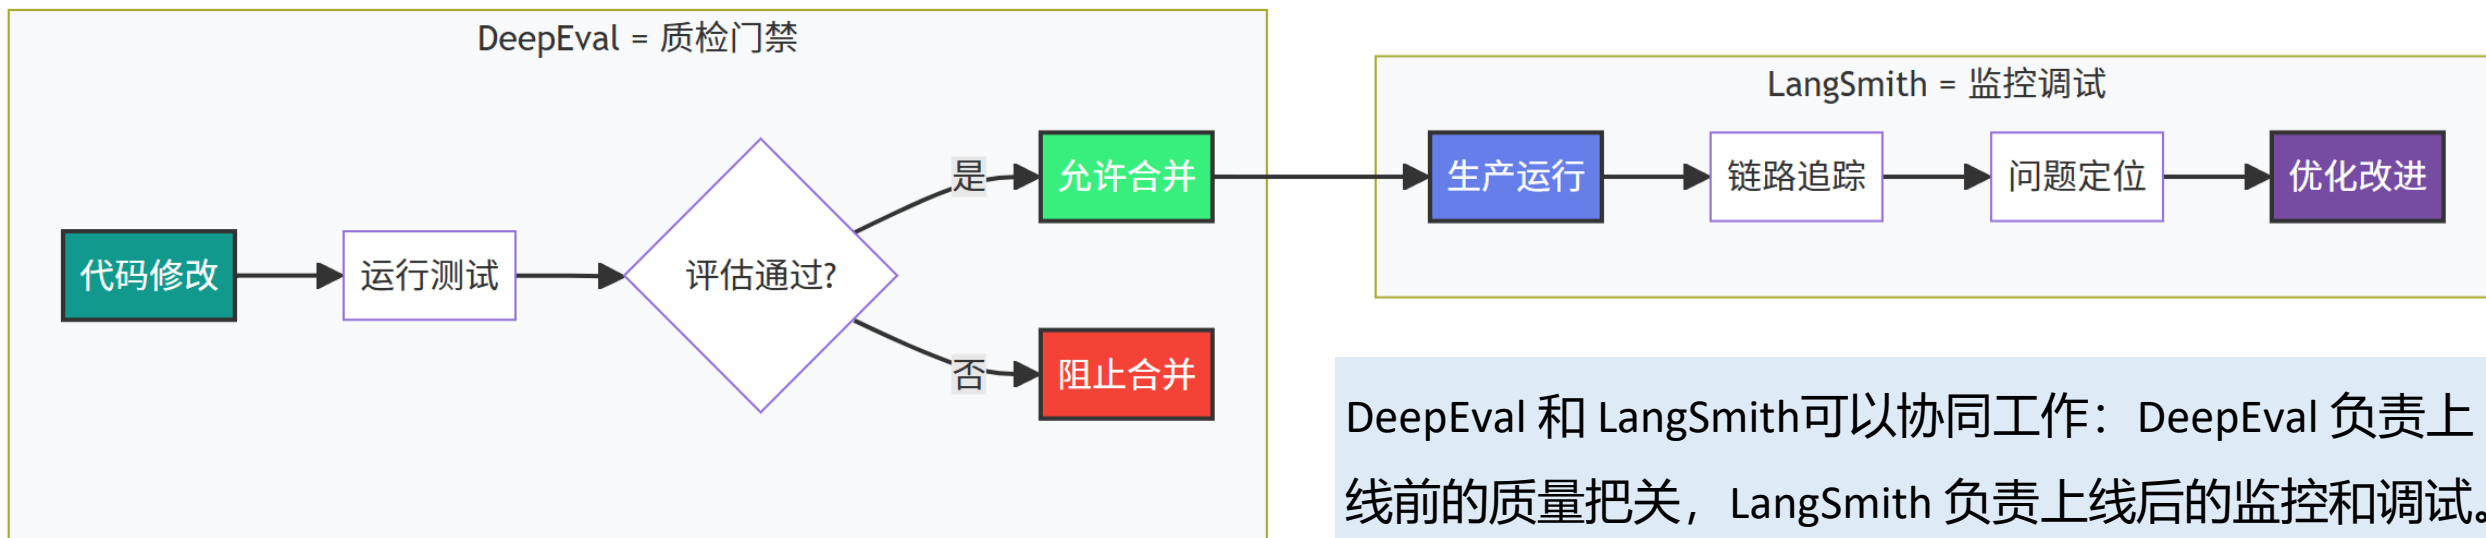 DeepEval = 质检门禁
代码修改
运行测试
评估通过?
是
否
允许合并
阻止合并
LangSmith = 监控调试
生产运行
链路追踪
问题定位
优化改进
DeepEval 和 LangSmith可以协同工作：DeepEval 负责上
线前的质量把关，LangSmith 负责上线后的监控和调试。